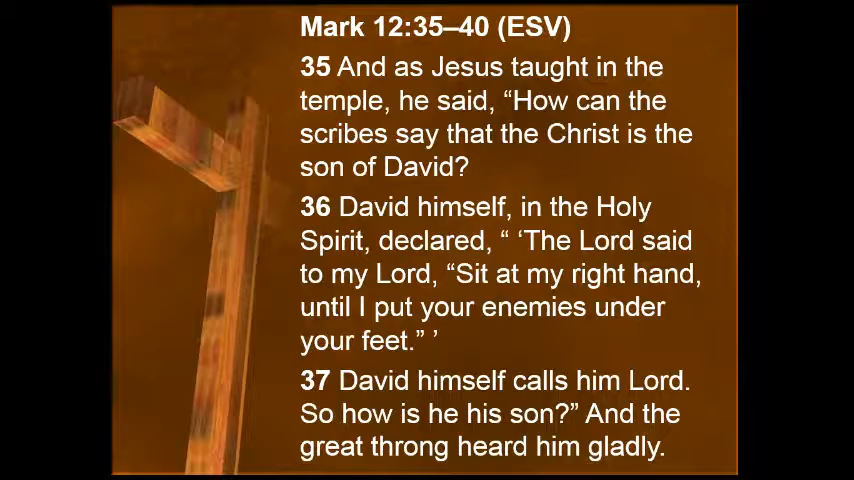 Mark 12:35–40 (ESV)
35 And as Jesus taught in the
temple, he said, “How can the
scribes say that the Christ is the
son of David?
36 David himself, in the Holy
Spirit, declared, “ ‘The Lord said
to my Lord, “Sit at my right hand,
until I put your enemies under
your feet.” ’
37 David himself calls him Lord.
So how is he his son?” And the
great throng heard him gladly.